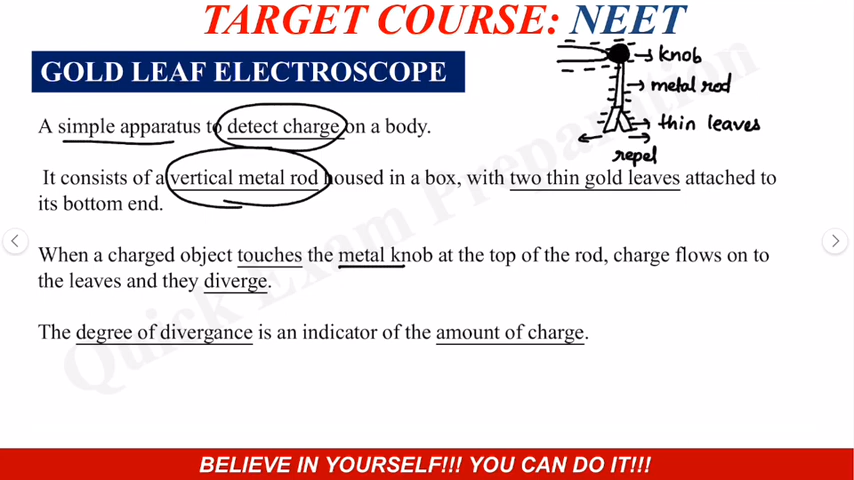 TARGET COURSE: NEET
GOLD LEAF ELECTROSCOPE
knob
metal rod
thin leaves
repel
A simple apparatus to detect charge on a body.
It consists of a vertical metal rod housed in a box, with two thin gold leaves attached to
its bottom end.
When a charged object touches the metal knob at the top of the rod, charge flows on to
the leaves and they diverge.
The degree of divergance is an indicator of the amount of charge.
Quick Exam Preparation
BELIEVE IN YOURSELF!!! YOU CAN DO IT!!!